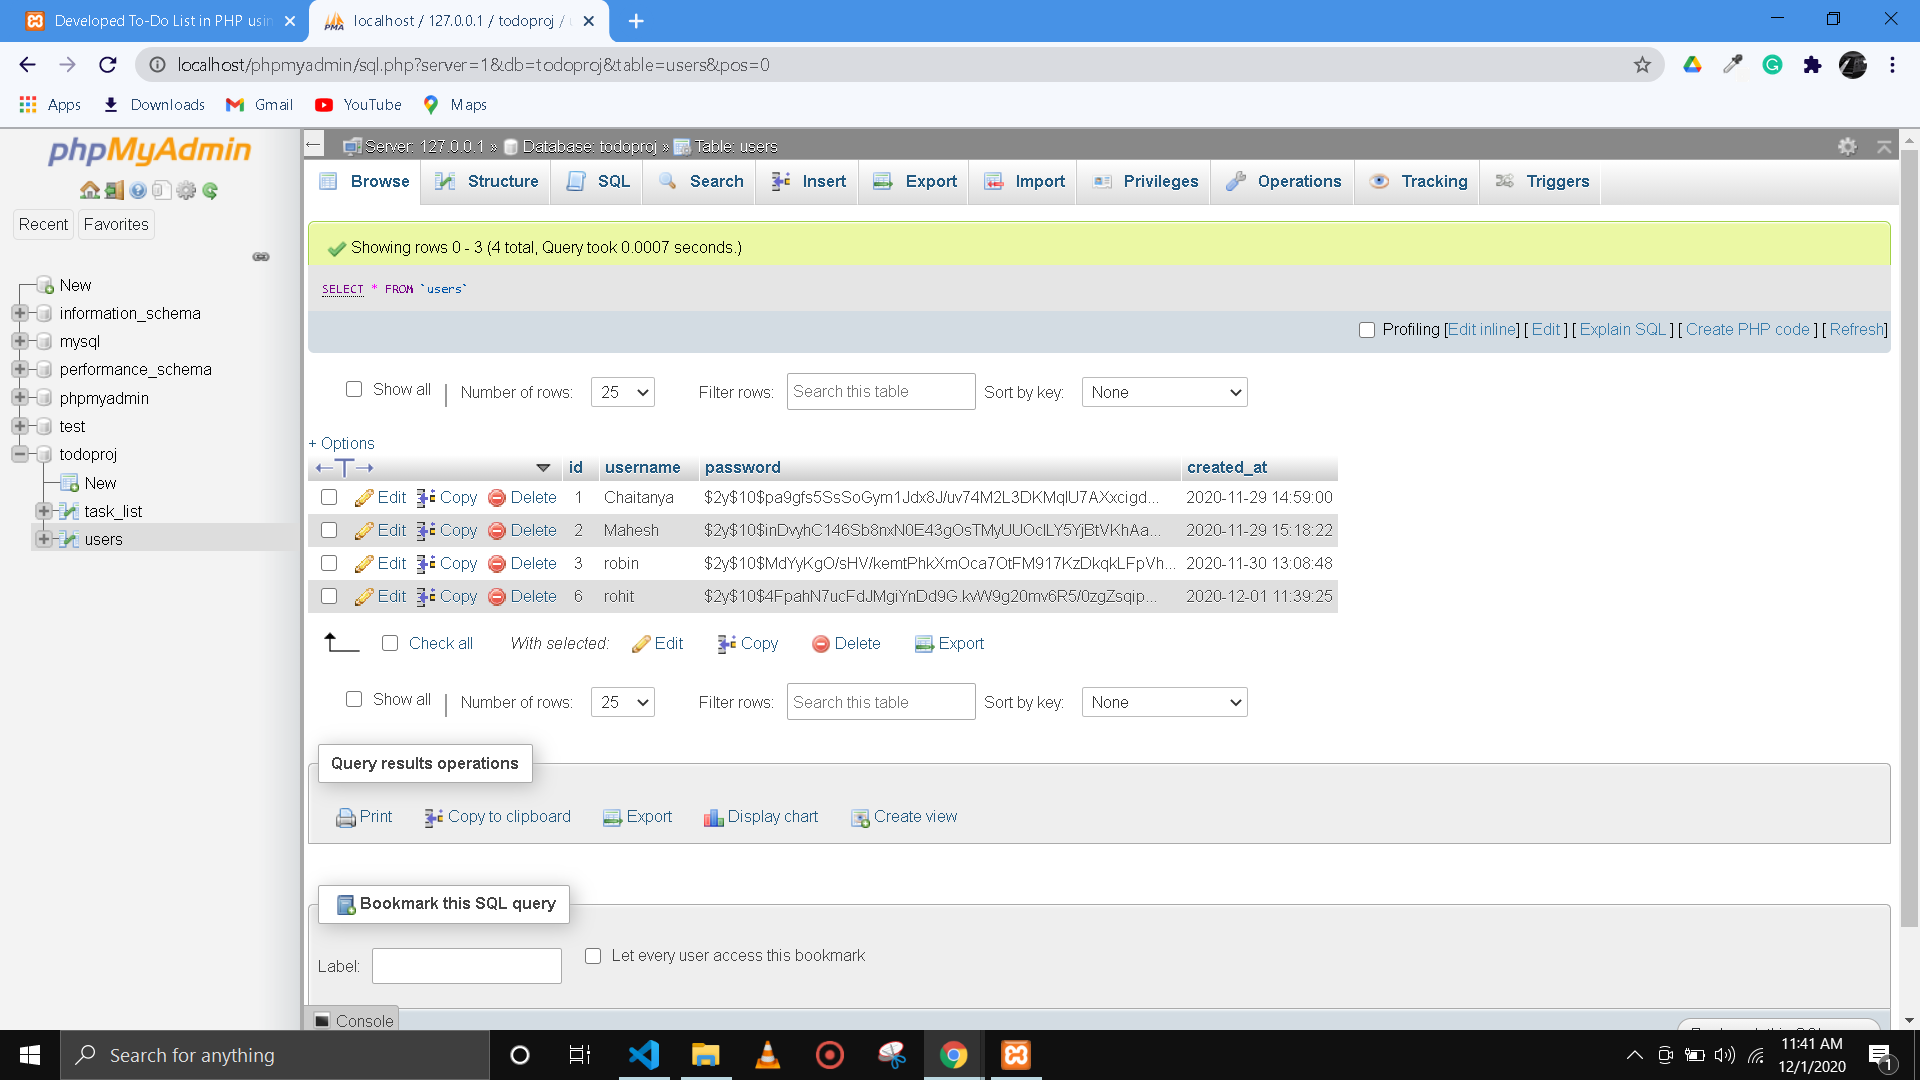 Developed To-Do List in PHP usin
localhost / 127.0.0.1 / todoproj / u
localhost/phpmyadmin/sql.php?server=1&db=todoproj&table=users&pos=0
Apps Downloads Gmail YouTube Maps
phpMyAdmin
Recent Favorites
New
information_schema
mysql
performance_schema
phpmyadmin
test
todoproj
New
task_list
users
Server: 127.0.0.1 » Database: todoproj » Table: users
Browse Structure SQL Search Insert Export Import Privileges Operations Tracking Triggers
Showing rows 0 - 3 (4 total, Query took 0.0007 seconds.)
SELECT * FROM `users`
Profiling [Edit inline] [ Edit ] [ Explain SQL ] [ Create PHP code ] [ Refresh]
Show all | Number of rows: 25 Filter rows: Search this table Sort by key: None
+ Options
←T→ id username password created_at
Edit Copy Delete 1 Chaitanya $2y$10$pa9gfs5SsSoGym1Jdx8J/uv74M2L3DKMqlU7AXxcigd... 2020-11-29 14:59:00
Edit Copy Delete 2 Mahesh $2y$10$inDvyhC146Sb8nxN0E43gOsTMyUUOclLY5YjBtVKhAa... 2020-11-29 15:18:22
Edit Copy Delete 3 robin $2y$10$MdYyKgO/sHV/kemtPhkXmOca7OtFM917KzDkqkLFpVh... 2020-11-30 13:08:48
Edit Copy Delete 6 rohit $2y$10$4FpahN7ucFdJMgiYnDd9G.kvW9g20mv6R5/0zgZsqip... 2020-12-01 11:39:25
Check all With selected: Edit Copy Delete Export
Show all | Number of rows: 25 Filter rows: Search this table Sort by key: None
Query results operations
Print Copy to clipboard Export Display chart Create view
Bookmark this SQL query
Label: Let every user access this bookmark
Console
Search for anything
11:41 AM
12/1/2020
1